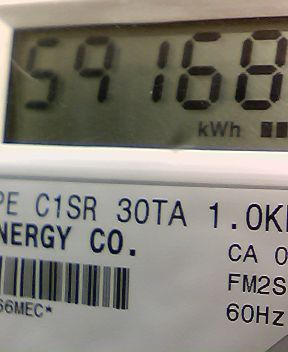 59168
kWh
PE C1SR 30TA 1.0K
NERGY CO.
CA 0
FM2S
66MEC*
60Hz